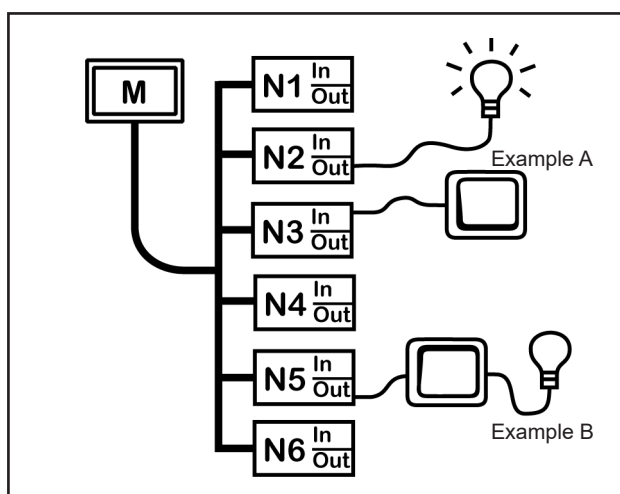 M
N1 In
Out
N2 In
Out
Example A
N3 In
Out
N4 In
Out
N5 In
Out
Example B
N6 In
Out